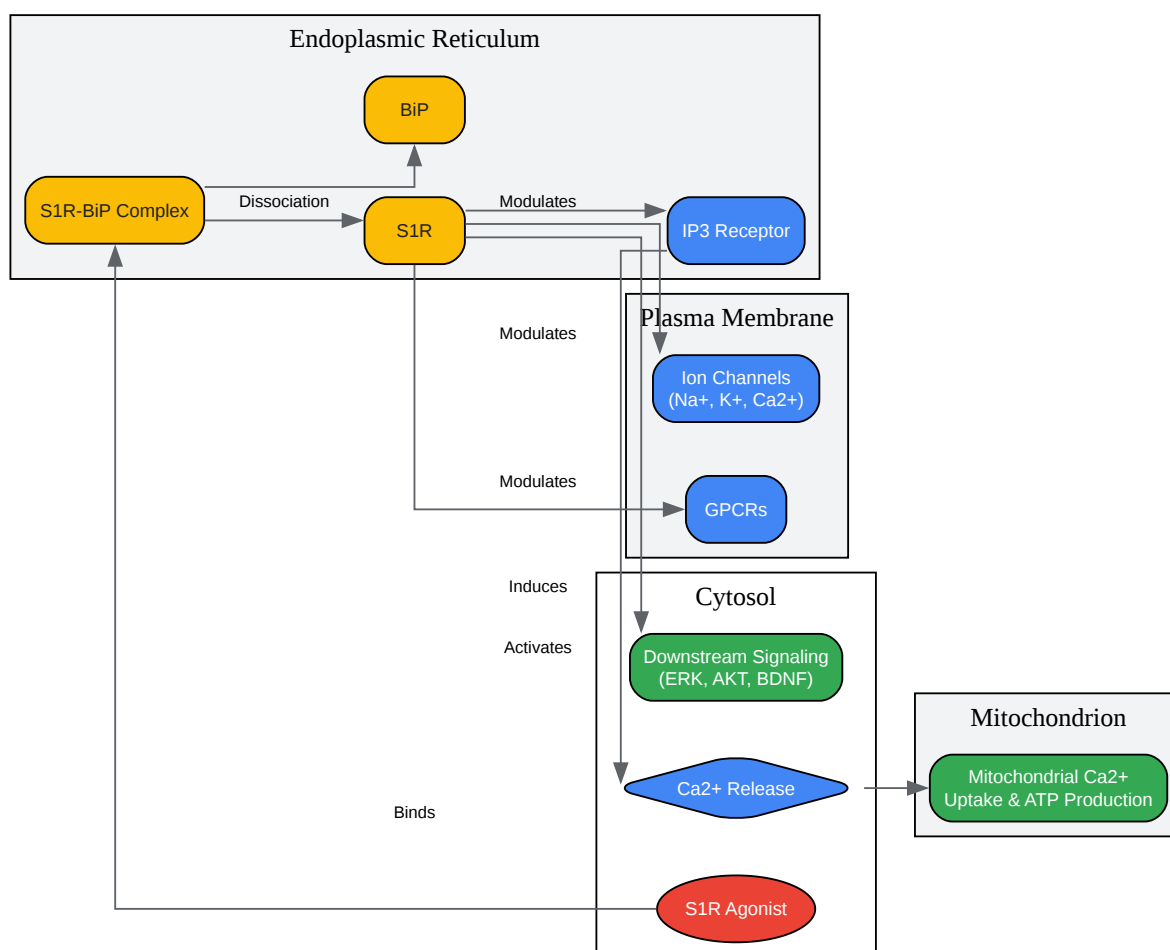 Endoplasmic Reticulum
BiP
S1R-BiP Complex
Dissociation
S1R
Modulates
IP3 Receptor
Plasma Membrane
Modulates
Ion Channels
(Na+, K+, Ca2+)
Modulates
GPCRs
Induces
Cytosol
Activates
Downstream Signaling
(ERK, AKT, BDNF)
Mitochondrion
Ca2+ Release
Mitochondrial Ca2+
Uptake & ATP Production
Binds
S1R Agonist